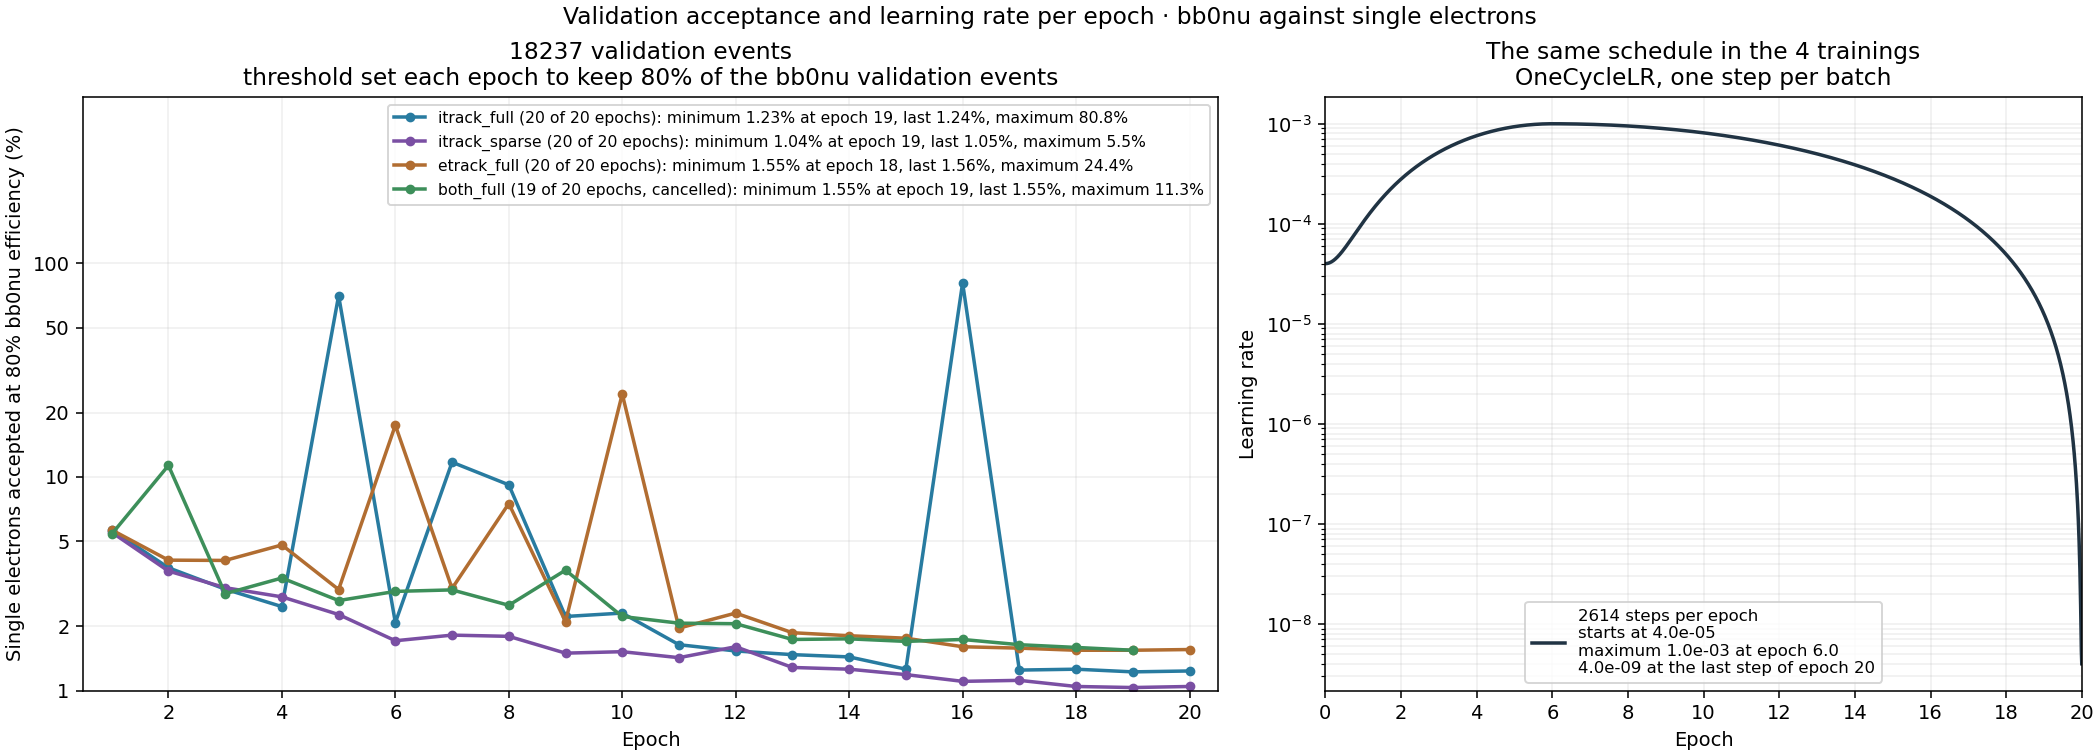 Validation acceptance and learning rate per epoch · bb0nu against single electrons
18237 validation events
threshold set each epoch to keep 80% of the bb0nu validation events
Single electrons accepted at 80% bb0nu efficiency (%)
100
50
20
10
5
2
1
itrack_full (20 of 20 epochs): minimum 1.23% at epoch 19, last 1.24%, maximum 80.8%
itrack_sparse (20 of 20 epochs): minimum 1.04% at epoch 19, last 1.05%, maximum 5.5%
etrack_full (20 of 20 epochs): minimum 1.55% at epoch 18, last 1.56%, maximum 24.4%
both_full (19 of 20 epochs, cancelled): minimum 1.55% at epoch 19, last 1.55%, maximum 11.3%
2 4 6 8 10 12 14 16 18 20
Epoch
The same schedule in the 4 trainings
OneCycleLR, one step per batch
Learning rate
10⁻³
10⁻⁴
10⁻⁵
10⁻⁶
10⁻⁷
10⁻⁸
2614 steps per epoch
starts at 4.0e-05
maximum 1.0e-03 at epoch 6.0
4.0e-09 at the last step of epoch 20
0 2 4 6 8 10 12 14 16 18 20
Epoch